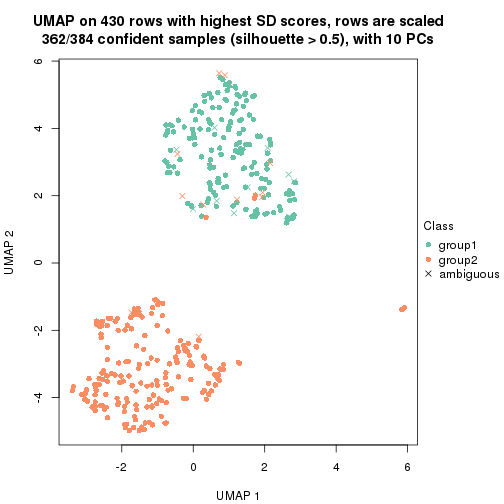 UMAP on 430 rows with highest SD scores, rows are scaled
362/384 confident samples (silhouette > 0.5), with 10 PCs
6
4
2
0
-2
-4
UMAP 2
-2
0
2
4
6
UMAP 1
Class
group1
group2
ambiguous